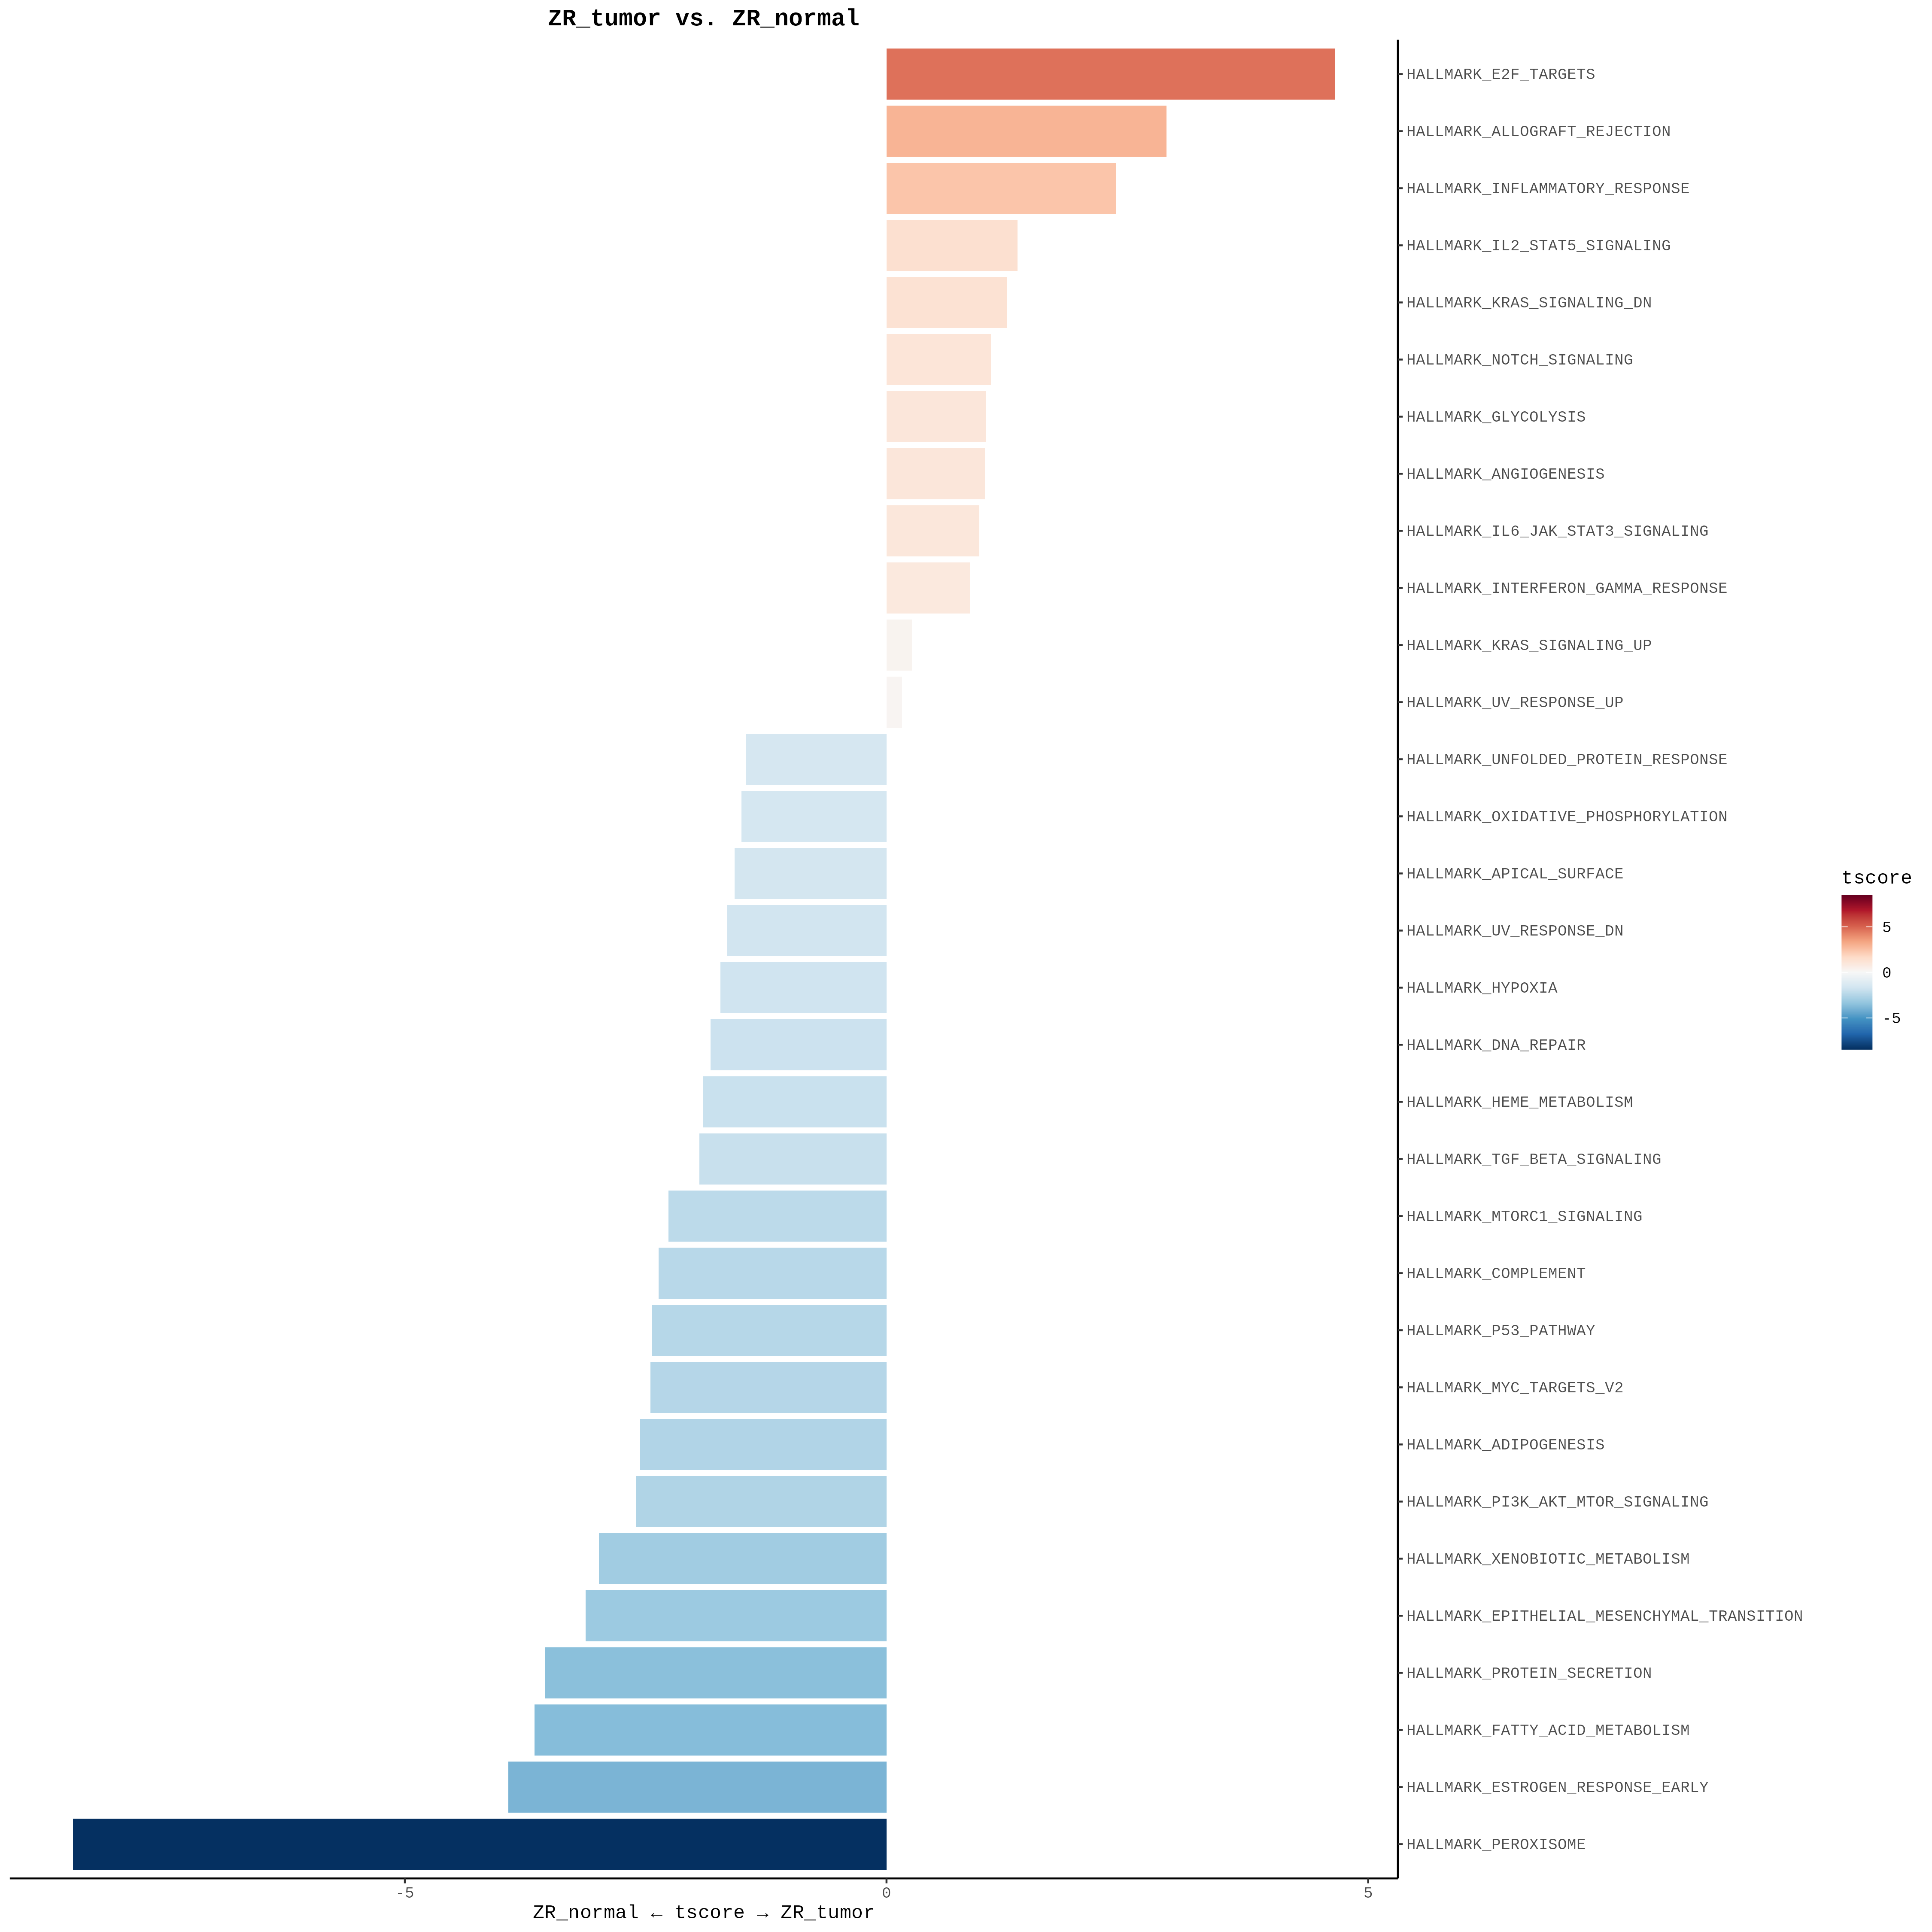 ZR_tumor vs. ZR_normal
HALLMARK_E2F_TARGETS
HALLMARK_ALLOGRAFT_REJECTION
HALLMARK_INFLAMMATORY_RESPONSE
HALLMARK_IL2_STAT5_SIGNALING
HALLMARK_KRAS_SIGNALING_DN
HALLMARK_NOTCH_SIGNALING
HALLMARK_GLYCOLYSIS
HALLMARK_ANGIOGENESIS
HALLMARK_IL6_JAK_STAT3_SIGNALING
HALLMARK_INTERFERON_GAMMA_RESPONSE
HALLMARK_KRAS_SIGNALING_UP
HALLMARK_UV_RESPONSE_UP
HALLMARK_UNFOLDED_PROTEIN_RESPONSE
HALLMARK_OXIDATIVE_PHOSPHORYLATION
HALLMARK_APICAL_SURFACE
HALLMARK_UV_RESPONSE_DN
HALLMARK_HYPOXIA
HALLMARK_DNA_REPAIR
HALLMARK_HEME_METABOLISM
HALLMARK_TGF_BETA_SIGNALING
HALLMARK_MTORC1_SIGNALING
HALLMARK_COMPLEMENT
HALLMARK_P53_PATHWAY
HALLMARK_MYC_TARGETS_V2
HALLMARK_ADIPOGENESIS
HALLMARK_PI3K_AKT_MTOR_SIGNALING
HALLMARK_XENOBIOTIC_METABOLISM
HALLMARK_EPITHELIAL_MESENCHYMAL_TRANSITION
HALLMARK_PROTEIN_SECRETION
HALLMARK_FATTY_ACID_METABOLISM
HALLMARK_ESTROGEN_RESPONSE_EARLY
HALLMARK_PEROXISOME
-5 0 5
ZR_normal ← tscore → ZR_tumor
tscore
5
0
-5